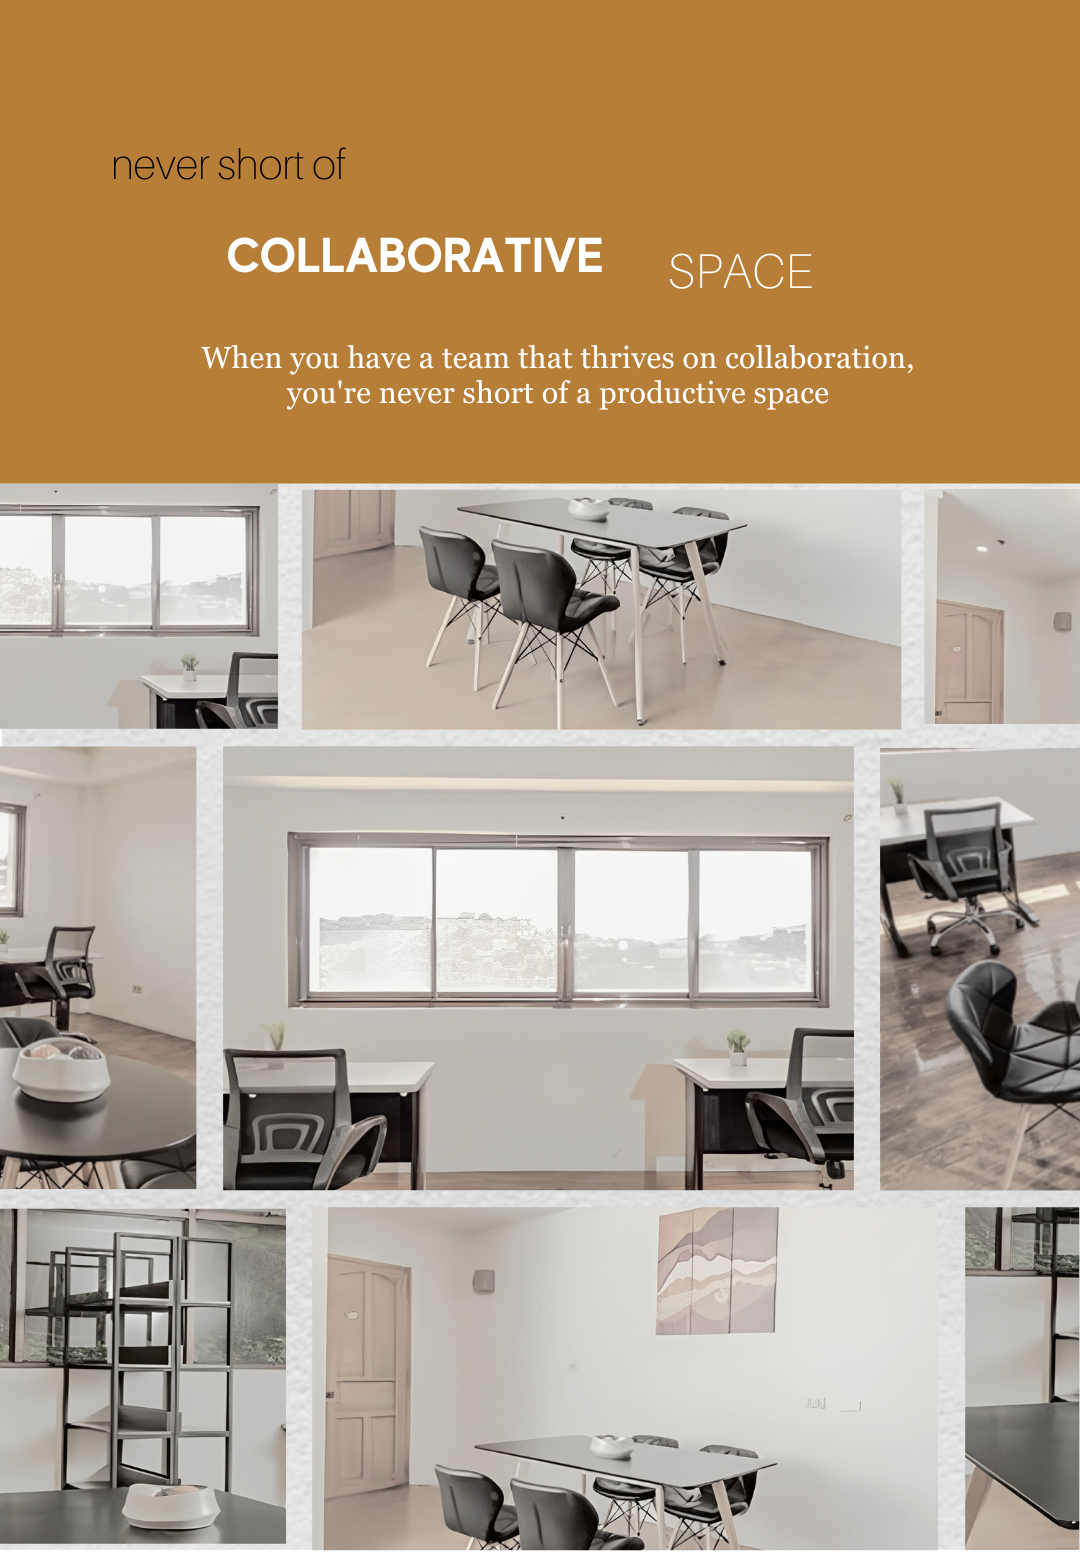 never short of
COLLABORATIVE SPACE
When you have a team that thrives on collaboration,
you're never short of a productive space